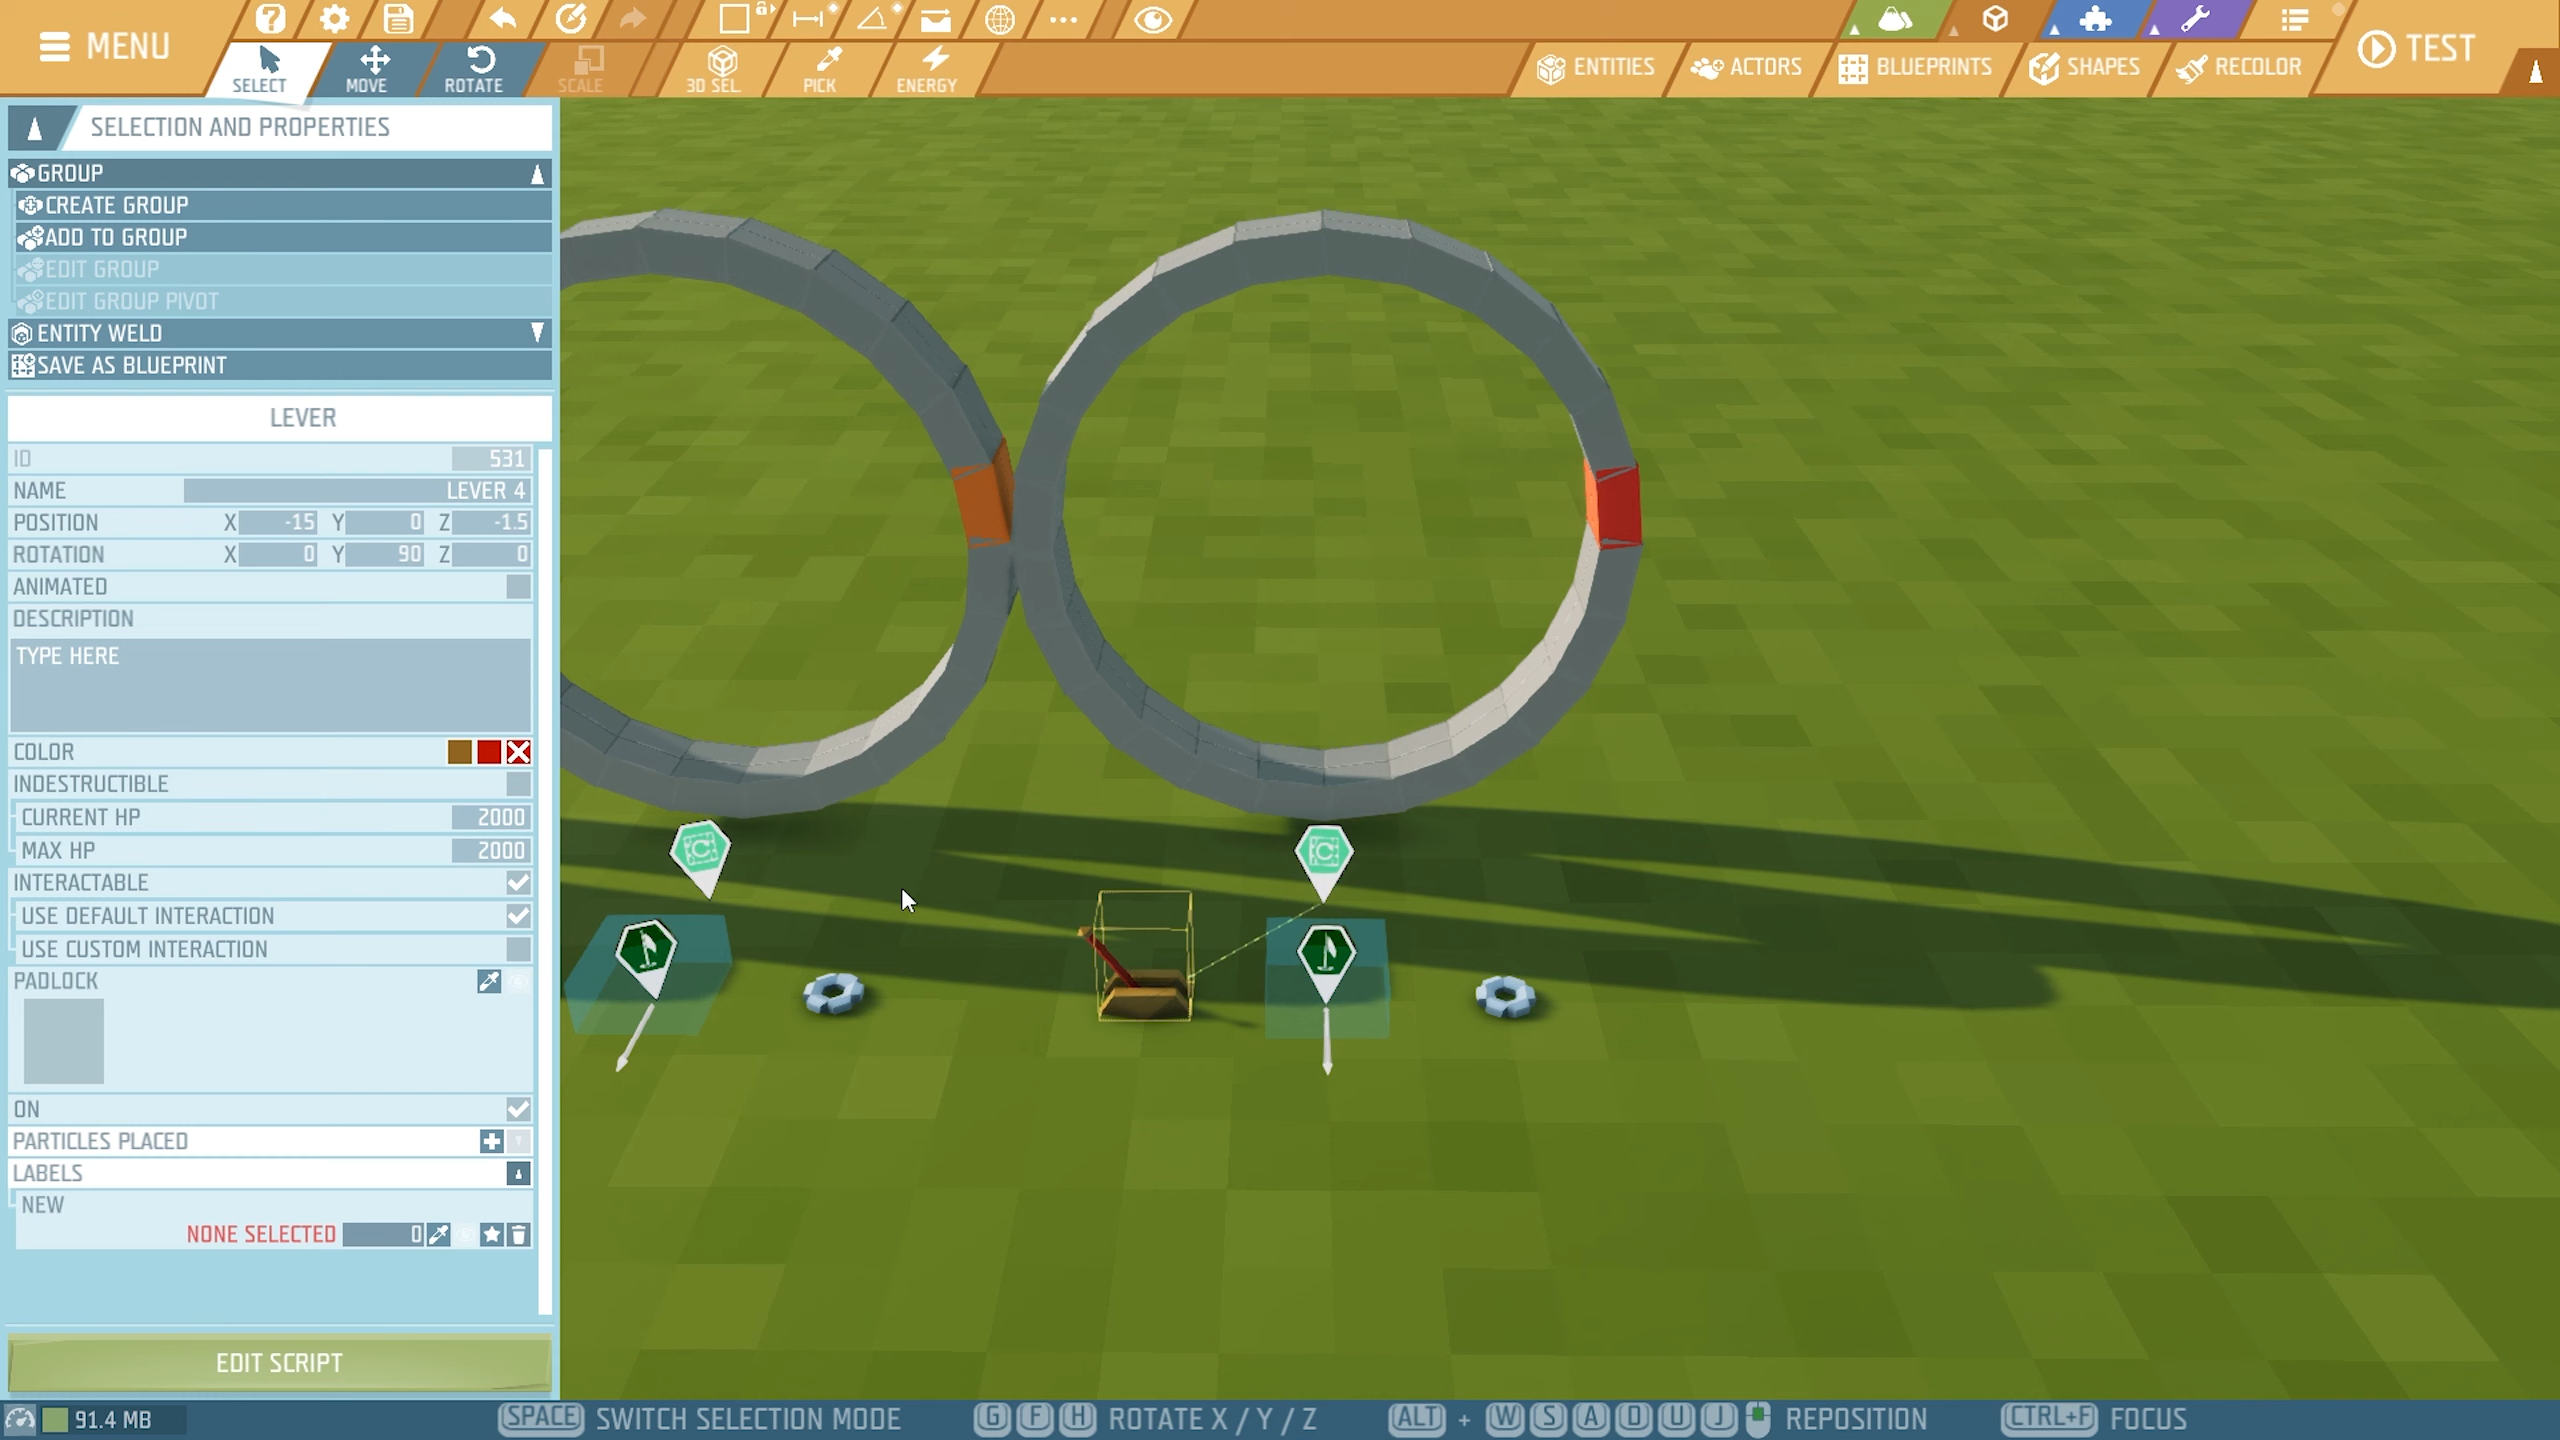 MENU
SELECT
MOVE
ROTATE
SCALE
3D SEL.
PICK
ENERGY
ENTITIES
ACTORS
BLUEPRINTS
SHAPES
RECOLOR
TEST
SELECTION AND PROPERTIES
GROUP
CREATE GROUP
ADD TO GROUP
EDIT GROUP
EDIT GROUP PIVOT
ENTITY WELD
SAVE AS BLUEPRINT
LEVER
ID 531
NAME LEVER 4
POSITION X -15 Y 0 Z -1.5
ROTATION X 0 Y 90 Z 0
ANIMATED
DESCRIPTION
TYPE HERE
COLOR
INDESTRUCTIBLE
CURRENT HP 2000
MAX HP 2000
INTERACTABLE
USE DEFAULT INTERACTION
USE CUSTOM INTERACTION
PADLOCK
ON
PARTICLES PLACED
LABELS
NEW
NONE SELECTED 0
EDIT SCRIPT
91.4 MB
SPACE SWITCH SELECTION MODE G F H ROTATE X / Y / Z ALT + W S A D U J REPOSITION CTRL+F FOCUS